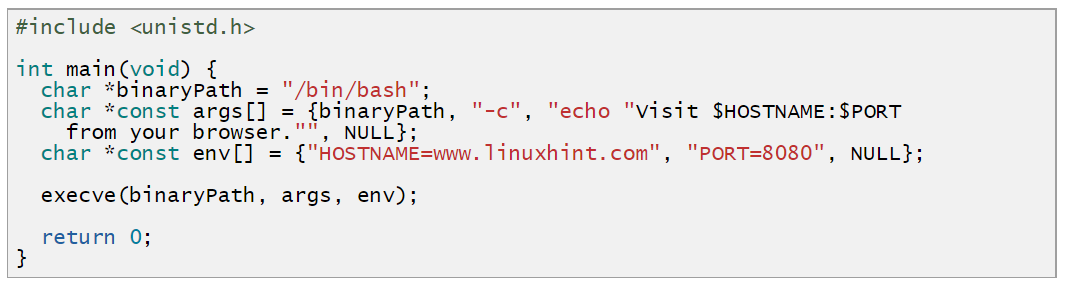 #include <unistd.h>
int main(void) {
  char *binaryPath = "/bin/bash";
  char *const args[] = {binaryPath, "-c", "echo "Visit $HOSTNAME:$PORT
    from your browser."", NULL};
  char *const env[] = {"HOSTNAME=www.linuxhint.com", "PORT=8080", NULL};
  execve(binaryPath, args, env);
  return 0;
}